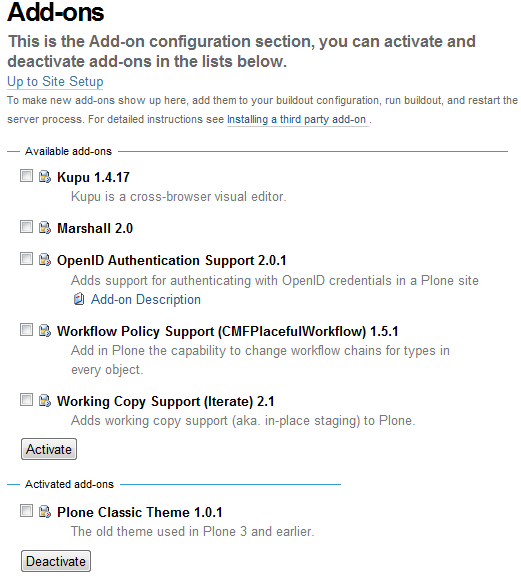 Add-ons
This is the Add-on configuration section, you can activate and
deactivate add-ons in the lists below.
Up to Site Setup
To make new add-ons show up here, add them to your buildout configuration, run buildout, and restart the
server process. For detailed instructions see Installing a third party add-on .
Available add-ons
Kupu 1.4.17
Kupu is a cross-browser visual editor.
Marshall 2.0
OpenID Authentication Support 2.0.1
Adds support for authenticating with OpenID credentials in a Plone site
Add-on Description
Workflow Policy Support (CMFPlacefulWorkflow) 1.5.1
Add in Plone the capability to change workflow chains for types in
every object.
Working Copy Support (Iterate) 2.1
Adds working copy support (aka. in-place staging) to Plone.
Activate
Activated add-ons
Plone Classic Theme 1.0.1
The old theme used in Plone 3 and earlier.
Deactivate